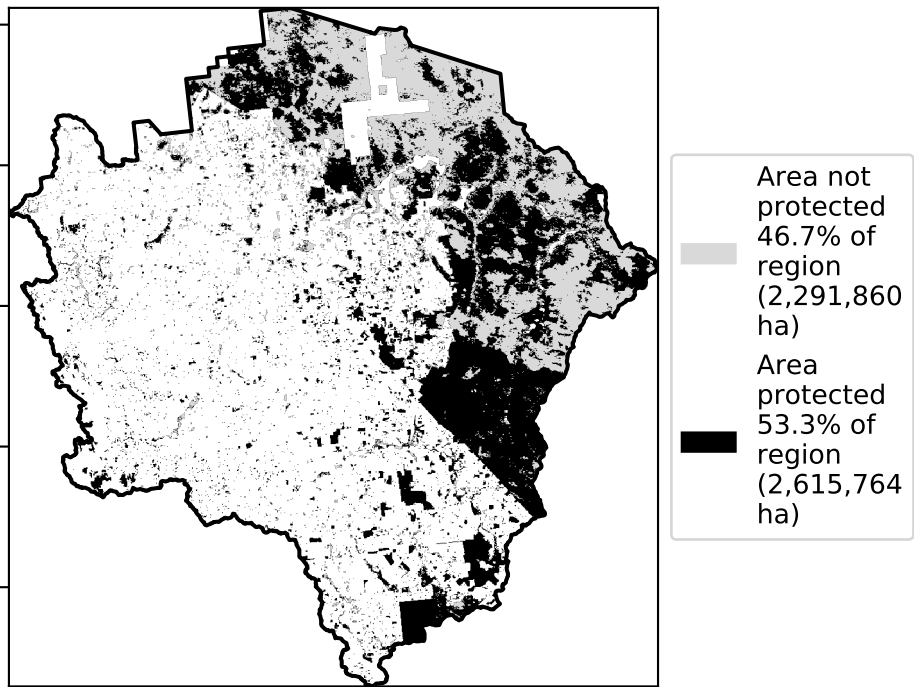 Area not
protected
46.7% of
region
(2,291,860
ha)
Area
protected
53.3% of
region
(2,615,764
ha)